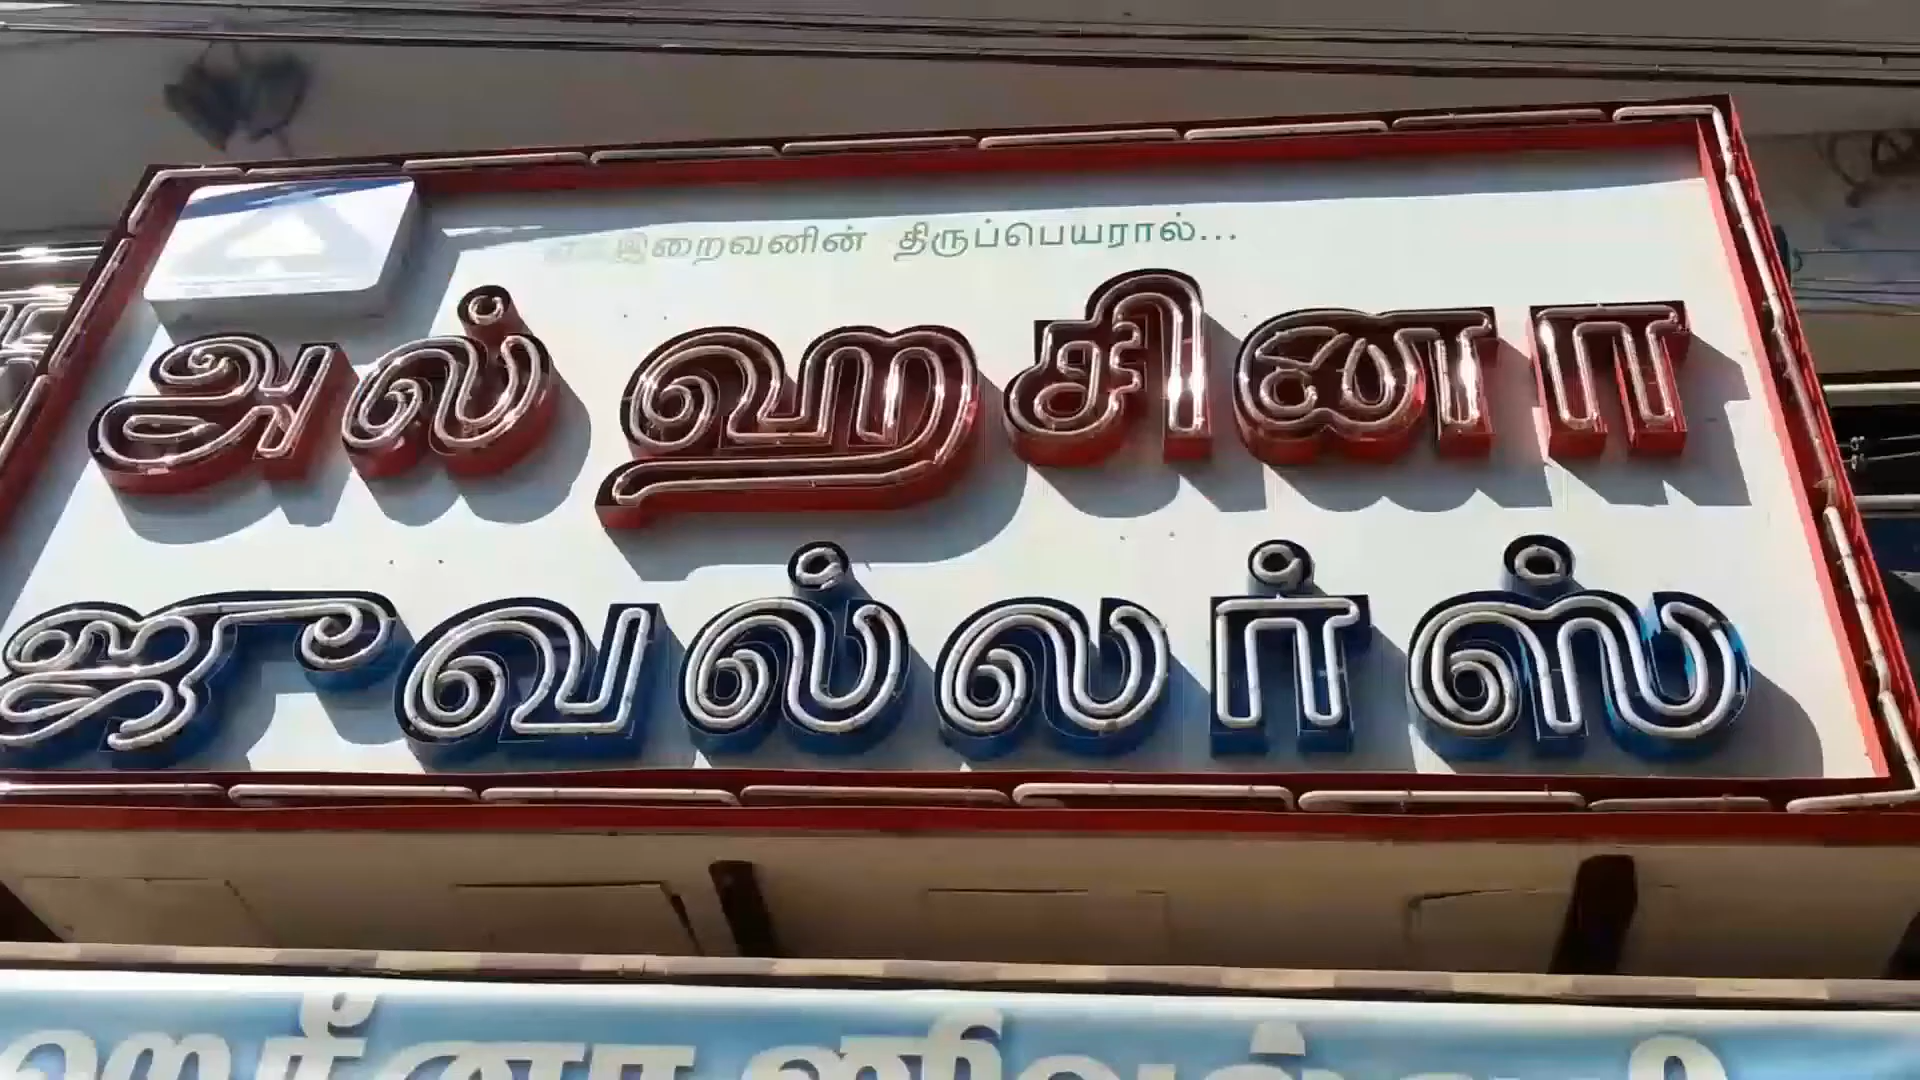 இறைவனின் திருப்பெயரால்...
அல் ஹசினா
ஜுவல்லர்ஸ்